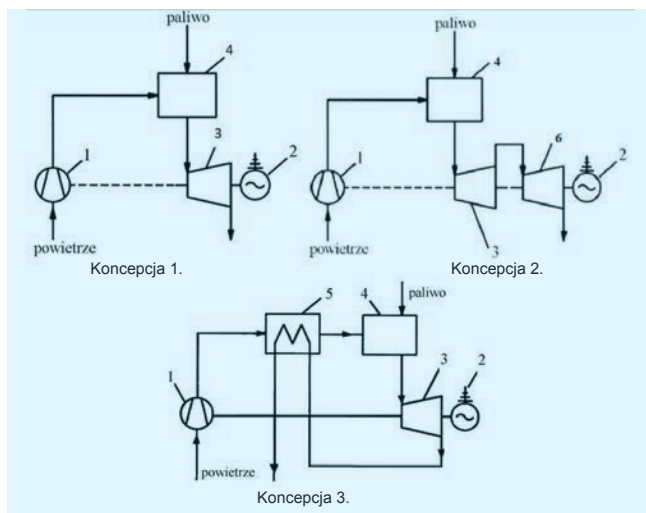 paliwo
4
3
1
2
powietrze
Koncepcja 1.
paliwo
4
6
1
2
3
powietrze
Koncepcja 2.
5
4
paliwo
3
2
1
powietrze
Koncepcja 3.